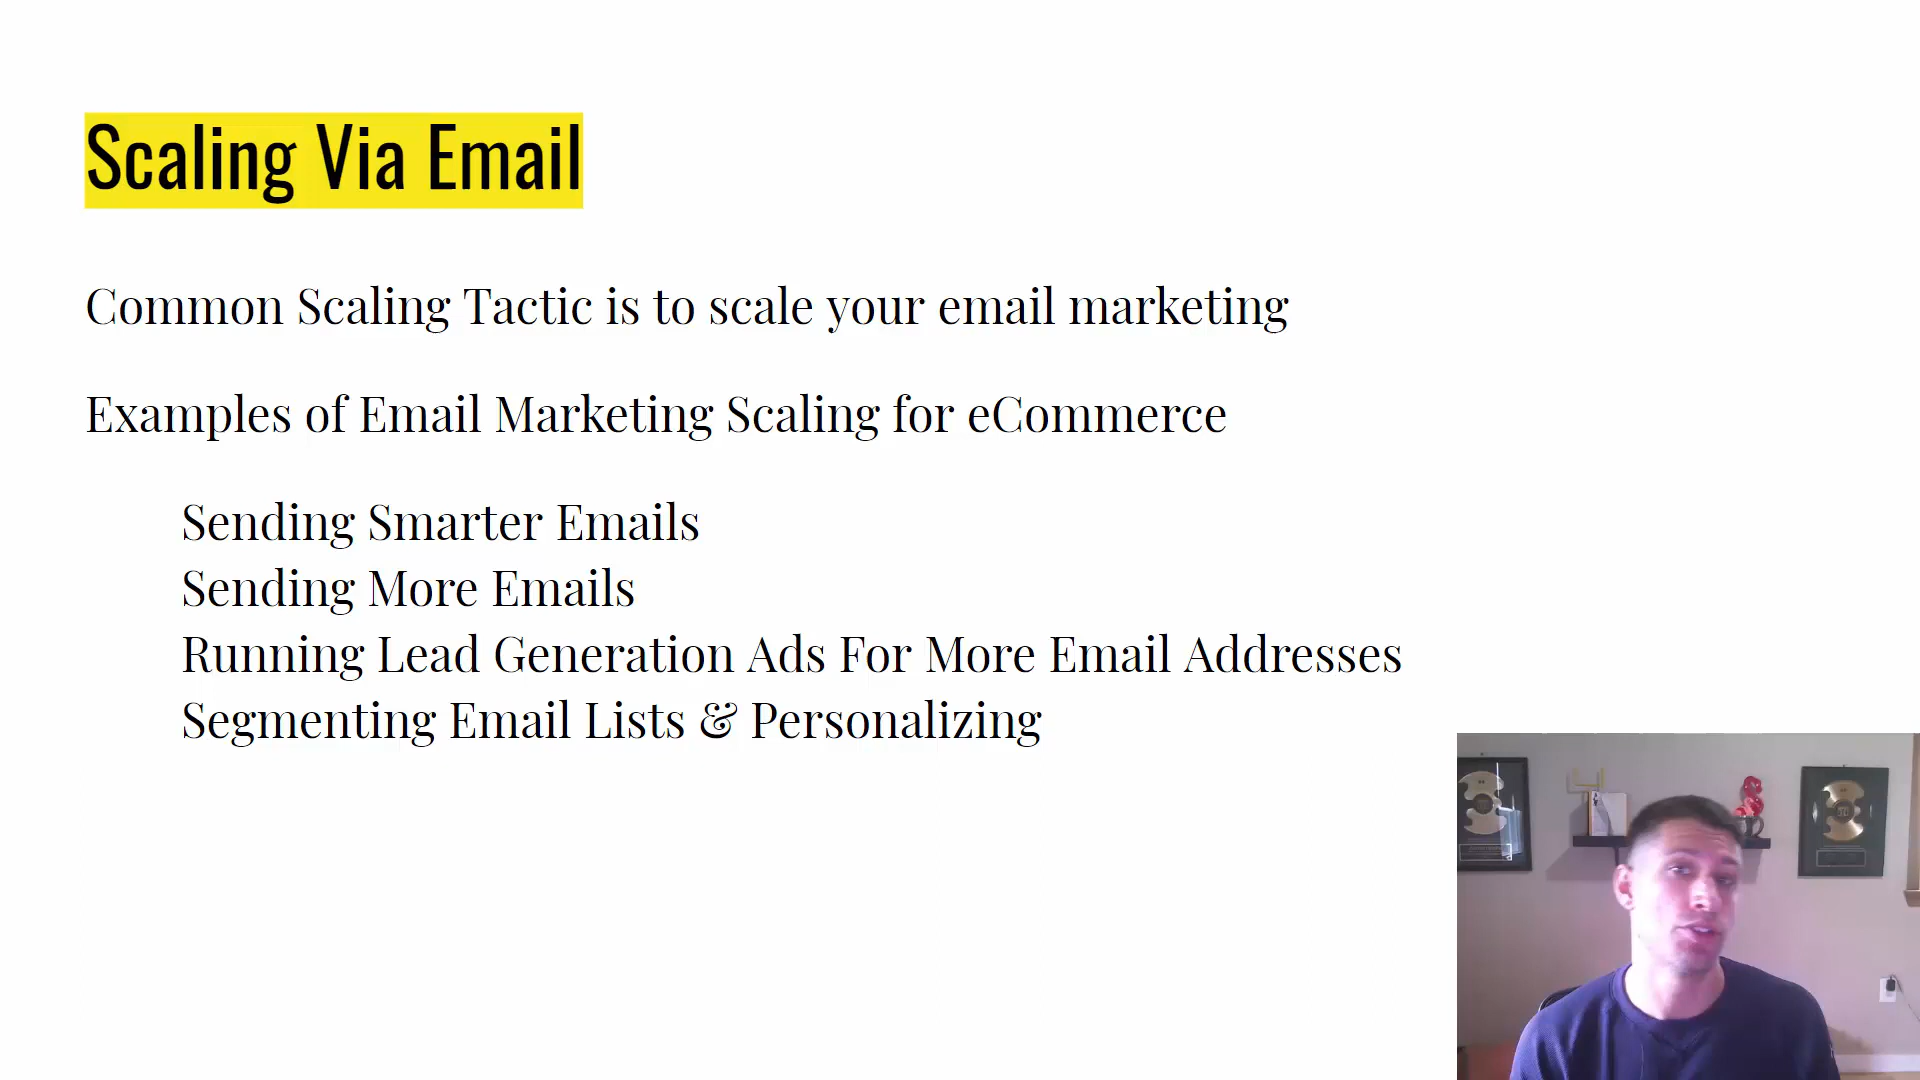 Scaling Via Email
Common Scaling Tactic is to scale your email marketing
Examples of Email Marketing Scaling for eCommerce
Sending Smarter Emails
Sending More Emails
Running Lead Generation Ads For More Email Addresses
Segmenting Email Lists & Personalizing